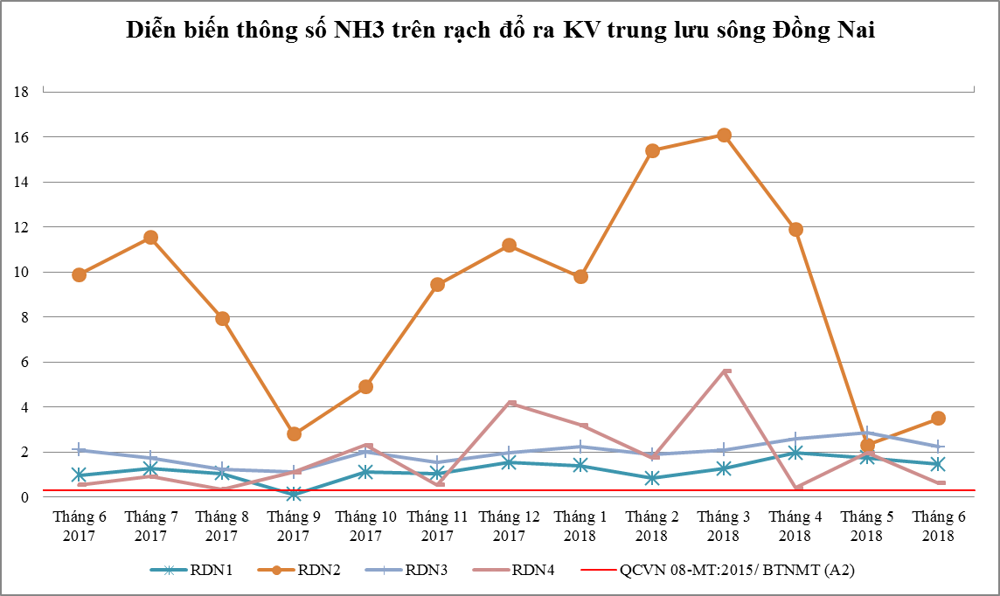 Diễn biến thông số NH3 trên rạch đổ ra KV trung lưu sông Đồng Nai
18
16
14
12
10
8
6
4
2
0
Tháng 6 Tháng 7 Tháng 8 Tháng 9 Tháng 10 Tháng 11 Tháng 12 Tháng 1 Tháng 2 Tháng 3 Tháng 4 Tháng 5 Tháng 6
2017 2017 2017 2017 2017 2017 2017 2018 2018 2018 2018 2018 2018
RDN1 RDN2 RDN3 RDN4 QCVN 08-MT:2015/ BTNMT (A2)